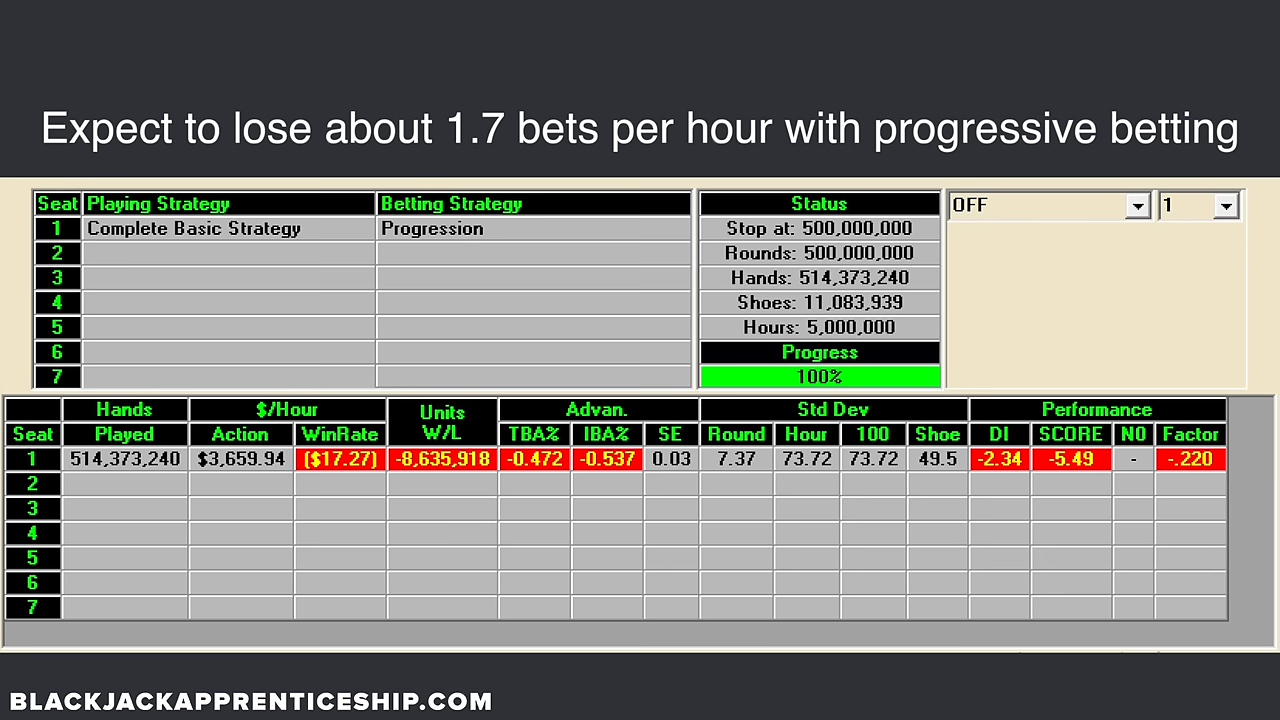 Expect to lose about 1.7 bets per hour with progressive betting
Seat Playing Strategy Betting Strategy Status OFF 1
1 Complete Basic Strategy Progression Stop at: 500,000,000
2 Rounds: 500,000,000
3 Hands: 514,373,240
4 Shoes: 11,083,939
5 Hours: 5,000,000
6 Progress
7 100%
Hands $/Hour Units Advan. Std Dev Performance
Seat Played Action WinRate W/L TBA% IBA% SE Round Hour 100 Shoe DI SCORE N0 Factor
1 514,373,240 $3,659.94 ($17.27) -8,635,918 -0.472 -0.537 0.03 7.37 73.72 73.72 49.5 -2.34 -5.49 - -.220
2
3
4
5
6
7
BLACKJACKAPPRENTICESHIP.COM